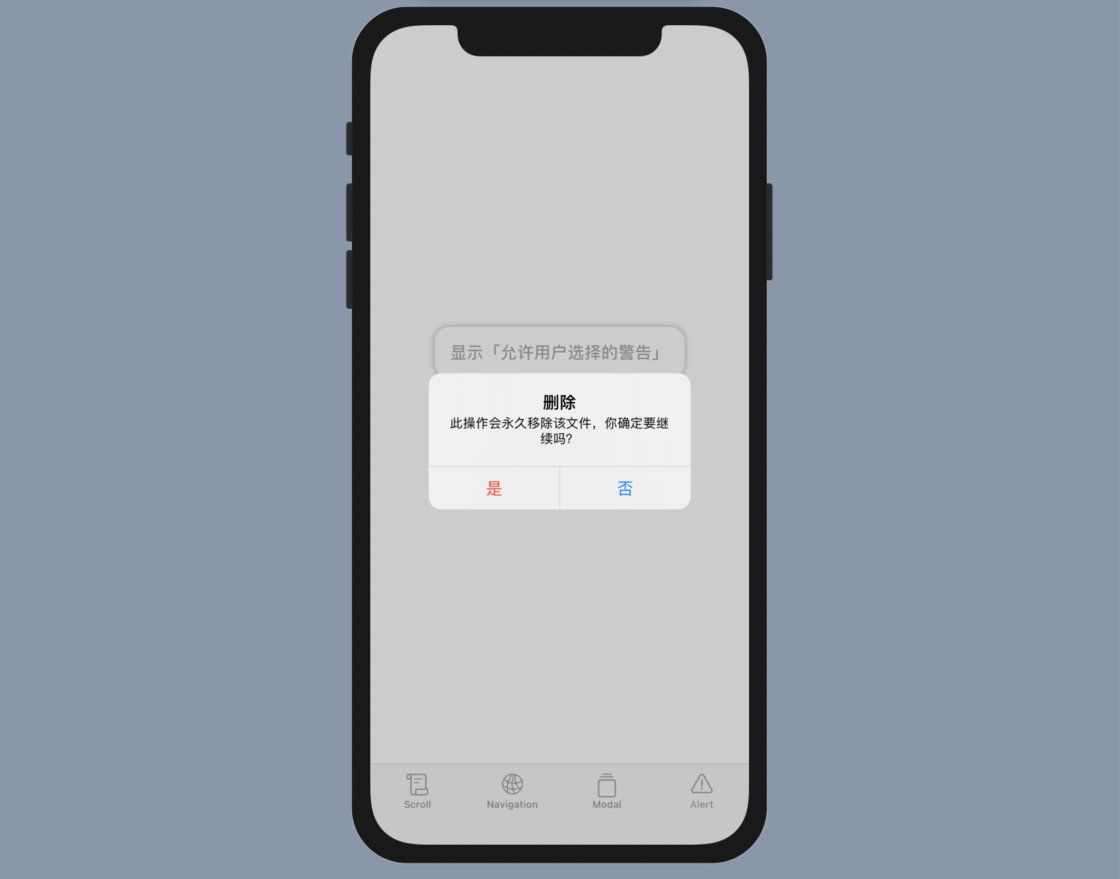 显示「允许用户选择的警告」
删除
此操作会永久移除该文件，你确定要继
续吗？
是
否
Scroll
Navigation
Modal
Alert